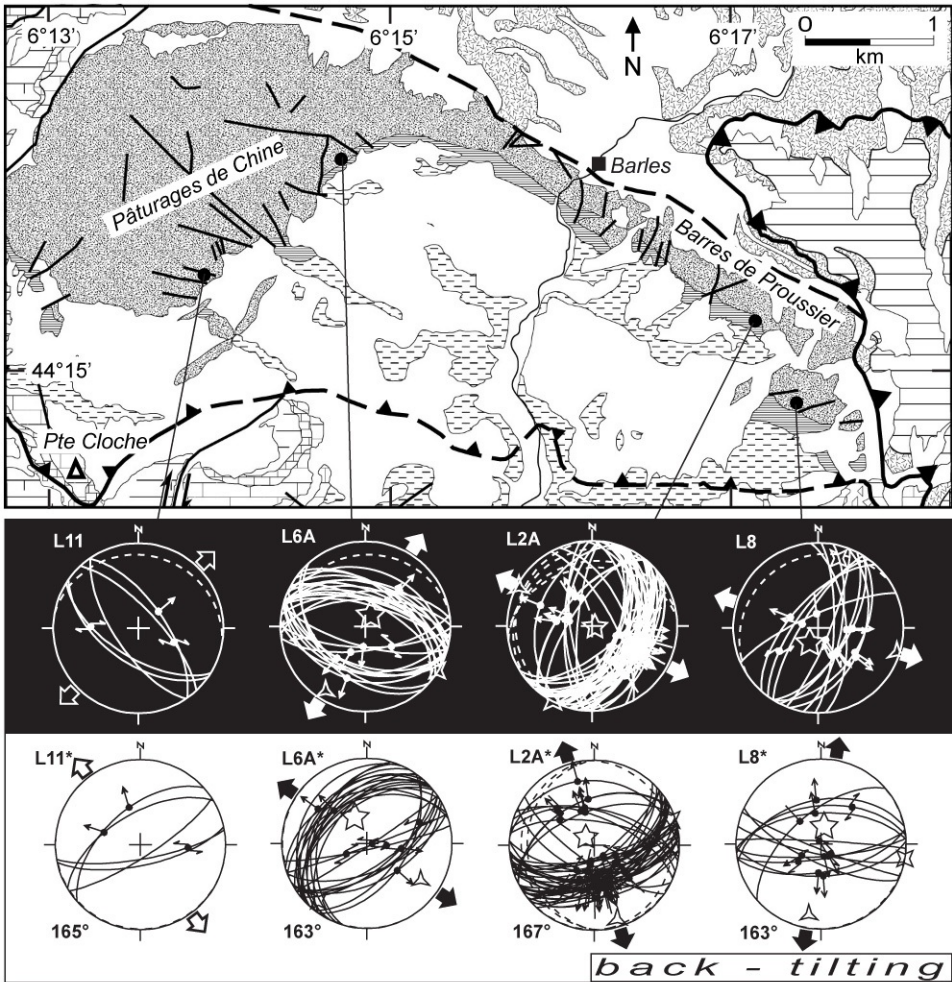 6°13’ 6°15’ 6°17’ 0 1
km
N
Pâturages de Chine
Barles
Barres de Proussier
44°15’
Pte Cloche
L11 N L6A N L2A N L8 N
L11* N L6A* N L2A* N L8* N
165° 163° 167° 163°
back - tilting